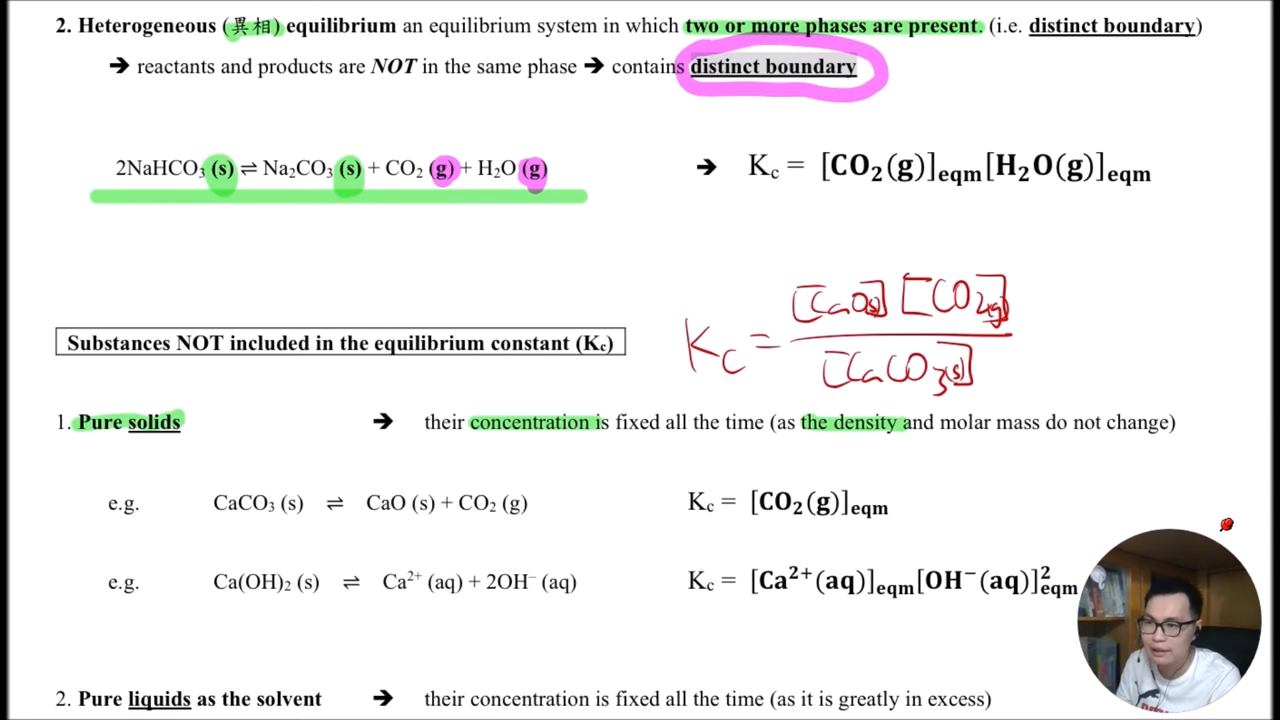 2. Heterogeneous (異相) equilibrium an equilibrium system in which two or more phases are present. (i.e. distinct boundary)
➔ reactants and products are NOT in the same phase ➔ contains distinct boundary
2NaHCO₃ (s) ⇌ Na₂CO₃ (s) + CO₂ (g) + H₂O (g) ➔ K꜀ = [CO₂(g)]ₑqₘ[H₂O(g)]ₑqₘ
Kc = [CaO(s)] [CO₂(g)] / [CaCO₃(s)]
Substances NOT included in the equilibrium constant (Kc)
1. Pure solids ➔ their concentration is fixed all the time (as the density and molar mass do not change)
e.g. CaCO₃ (s) ⇌ CaO (s) + CO₂ (g) Kc = [CO₂(g)]eqm
e.g. Ca(OH)₂ (s) ⇌ Ca²⁺ (aq) + 2OH⁻ (aq) Kc = [Ca²⁺(aq)]eqm[OH⁻(aq)]²eqm
2. Pure liquids as the solvent ➔ their concentration is fixed all the time (as it is greatly in excess)